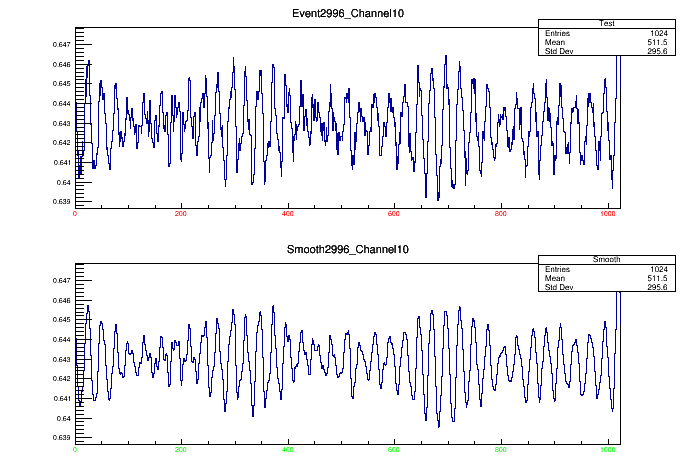 Event2996_Channel10
Test
Entries 1024
Mean 511.5
Std Dev 295.6
0.647
0.646
0.645
0.644
0.643
0.642
0.641
0.64
0.639
0 200 400 600 800 1000
Smooth2996_Channel10
Smooth
Entries 1024
Mean 511.5
Std Dev 295.6
0.647
0.646
0.645
0.644
0.643
0.642
0.641
0.64
0.639
0 200 400 600 800 1000